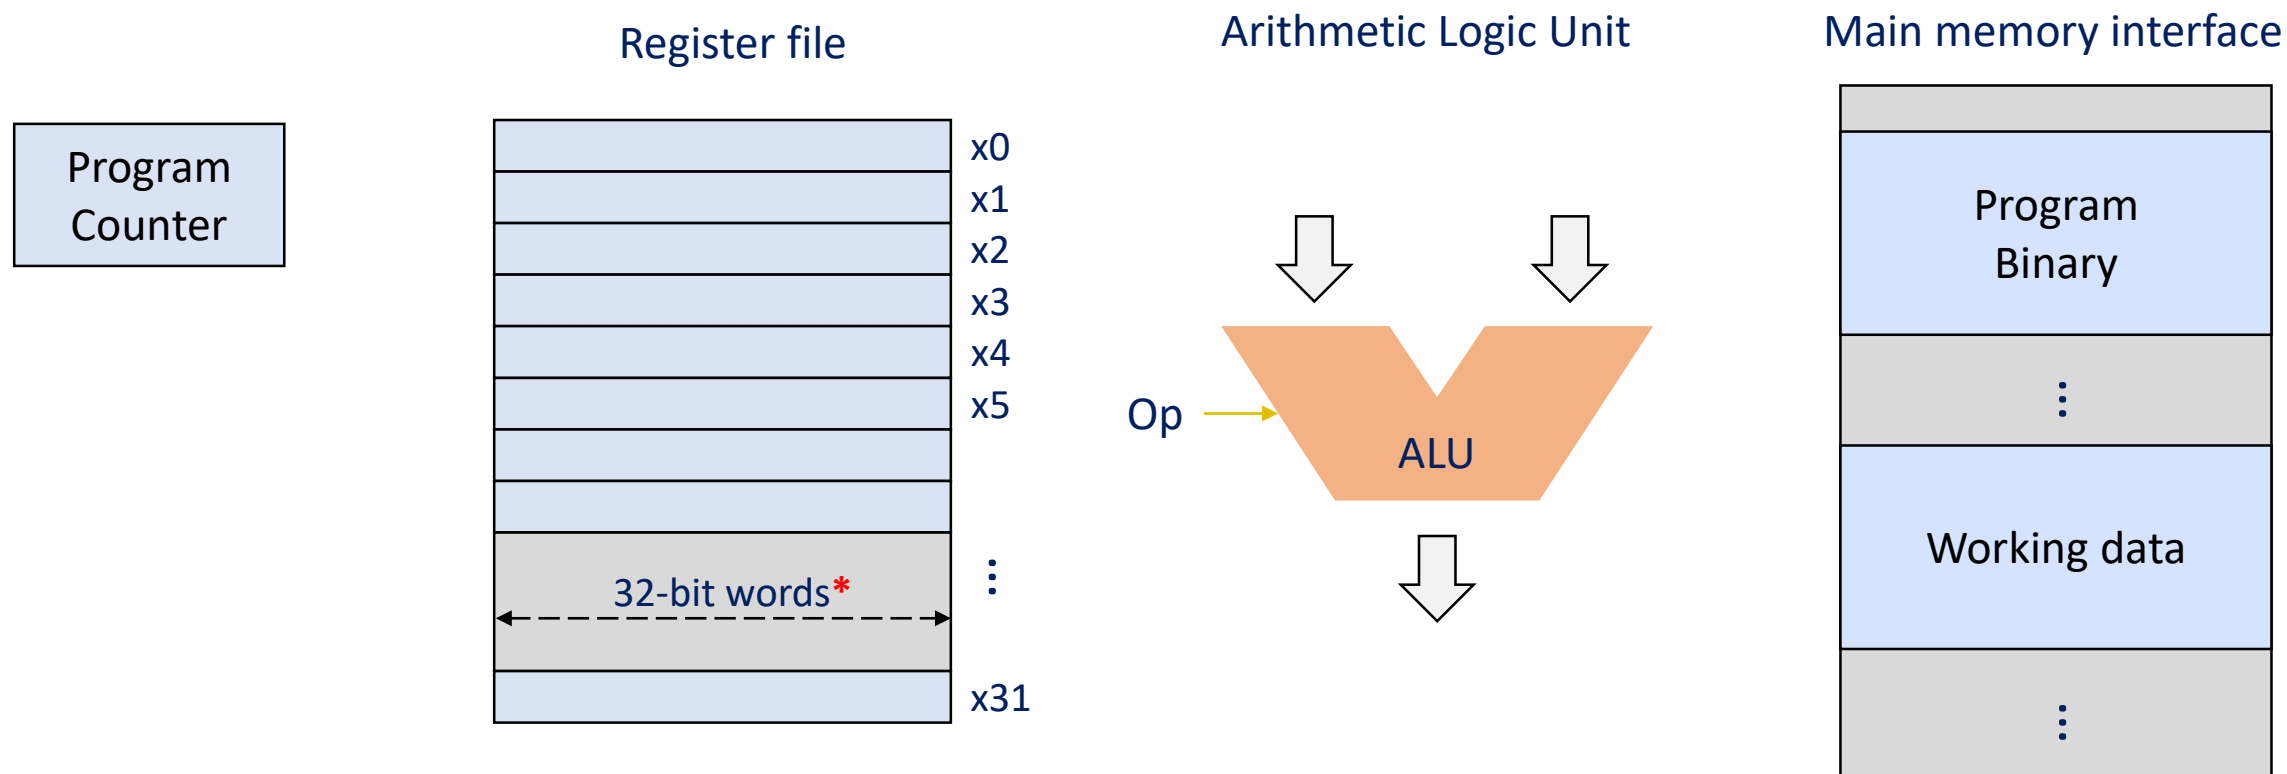 Register file
Arithmetic Logic Unit
Main memory interface
Program
Counter
x0
x1
x2
x3
x4
x5
⋮
32-bit words*
x31
Op
ALU
Program
Binary
⋮
Working data
⋮